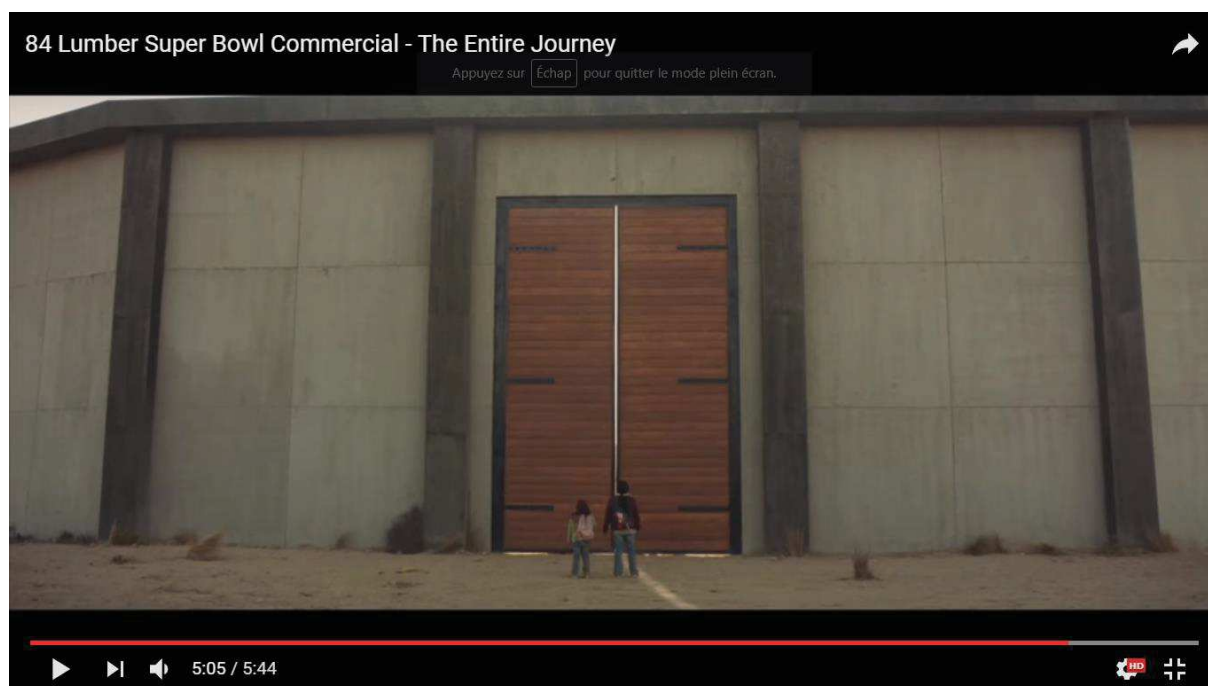 84 Lumber Super Bowl Commercial - The Entire Journey
Appuyez sur Échap pour quitter le mode plein écran.
5:05 / 5:44
HD